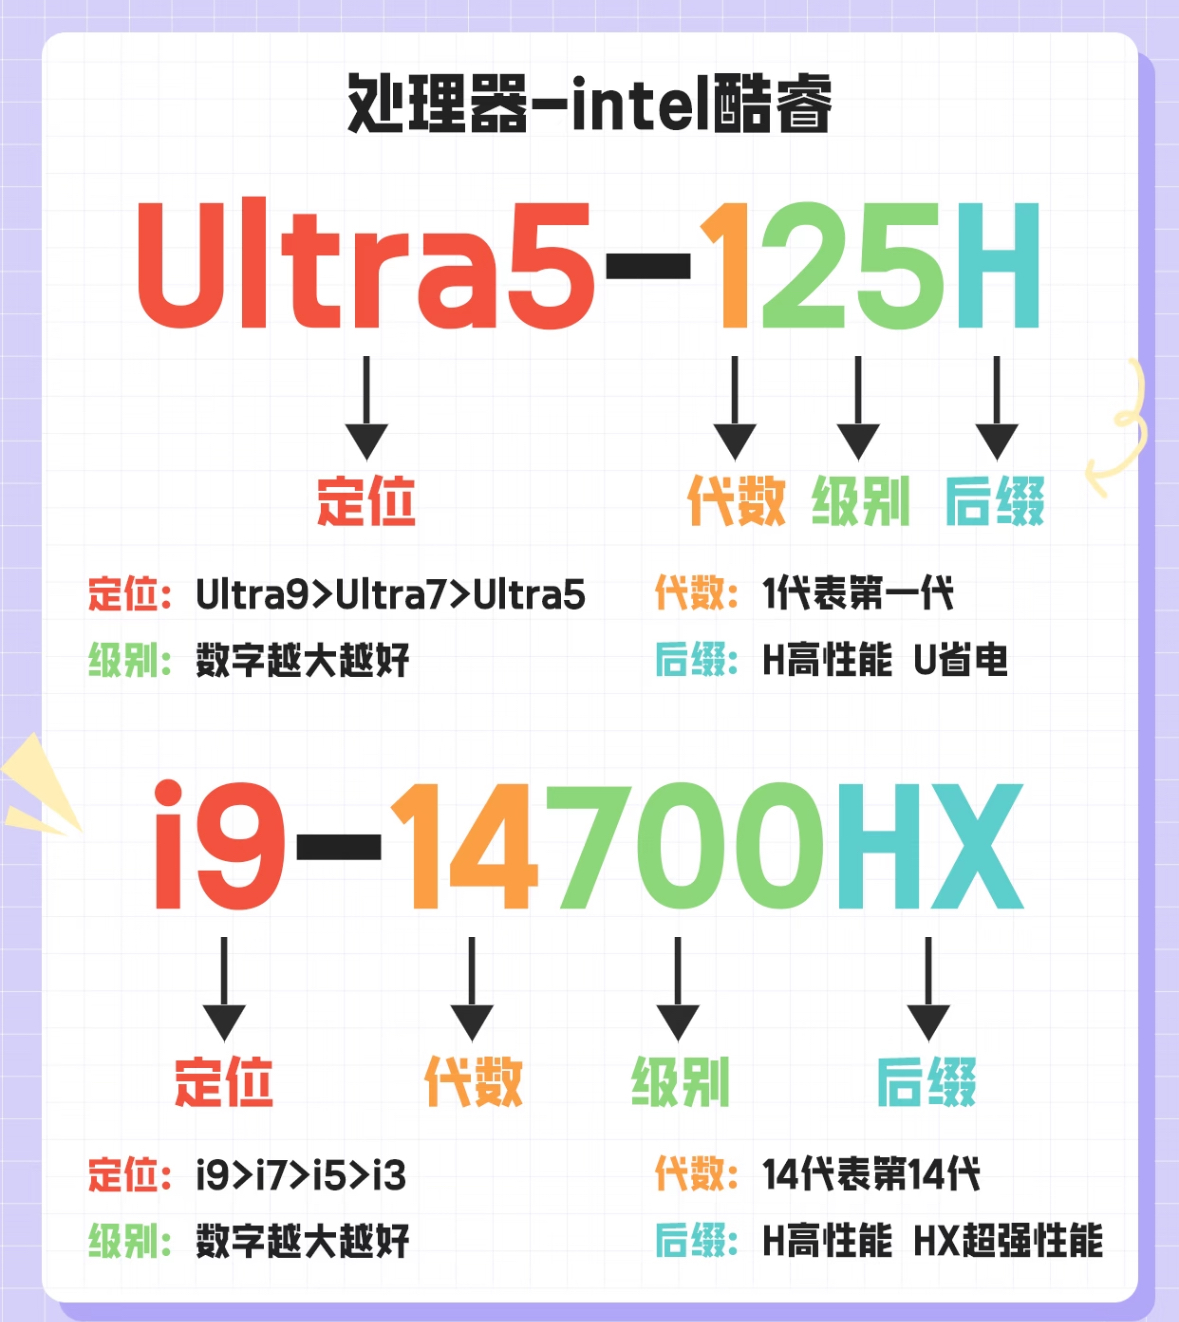 处理器-intel酷睿
Ultra5-125H
定位 代数 级别 后缀
定位: Ultra9>Ultra7>Ultra5 代数: 1代表第一代
级别: 数字越大越好 后缀: H高性能 U省电
i9-14700HX
定位 代数 级别 后缀
定位: i9>i7>i5>i3 代数: 14代表第14代
级别: 数字越大越好 后缀: H高性能 HX超强性能